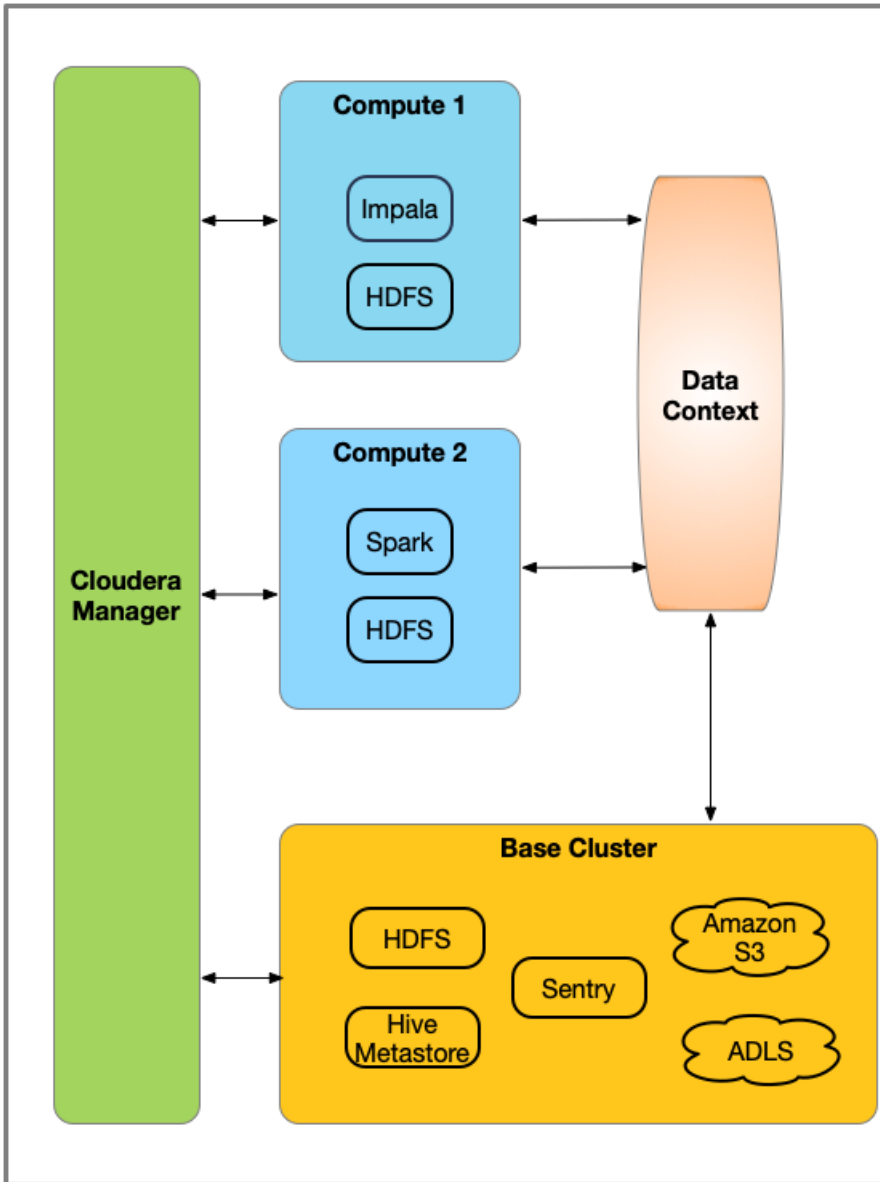 Cloudera
Manager
Compute 1
Impala
HDFS
Compute 2
Spark
HDFS
Data
Context
Base Cluster
HDFS
Hive
Metastore
Sentry
Amazon
S3
ADLS